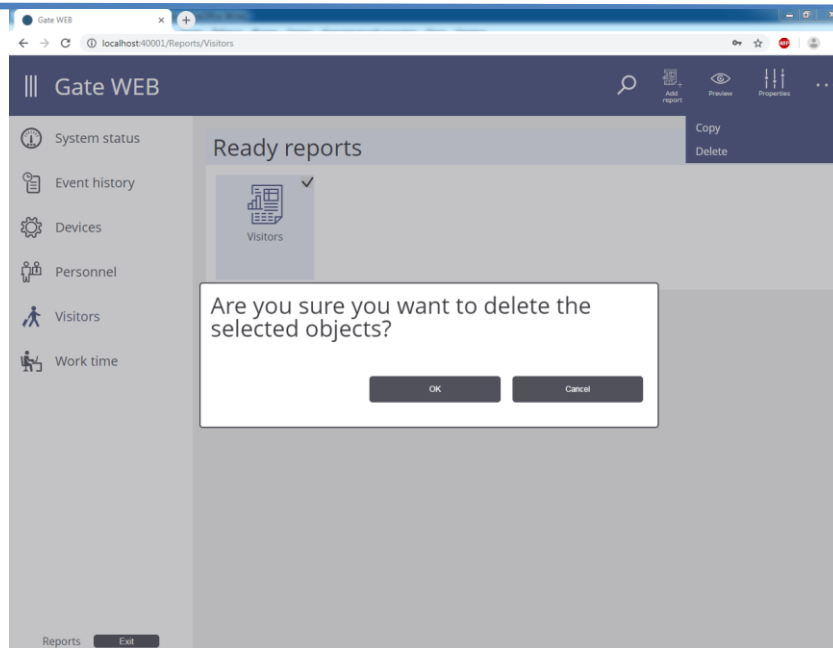 Gate WEB
localhost:40001/Reports/Visitors
ABP
Gate WEB
Add
report
Preview
Properties
Copy
Delete
System status
Event history
Devices
Personnel
Visitors
Work time
Ready reports
Visitors
Are you sure you want to delete the
selected objects?
OK
Cancel
Reports
Exit